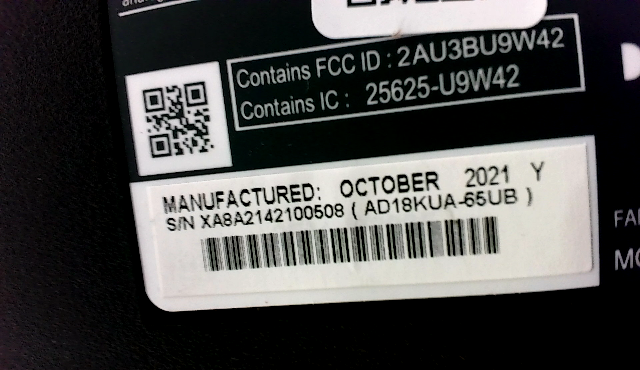 Contains FCC ID : 2AU3BU9W42
Contains IC : 25625-U9W42
MANUFACTURED: OCTOBER 2021 Y
S/N XA8A2142100508 ( AD18KUA-65UB )